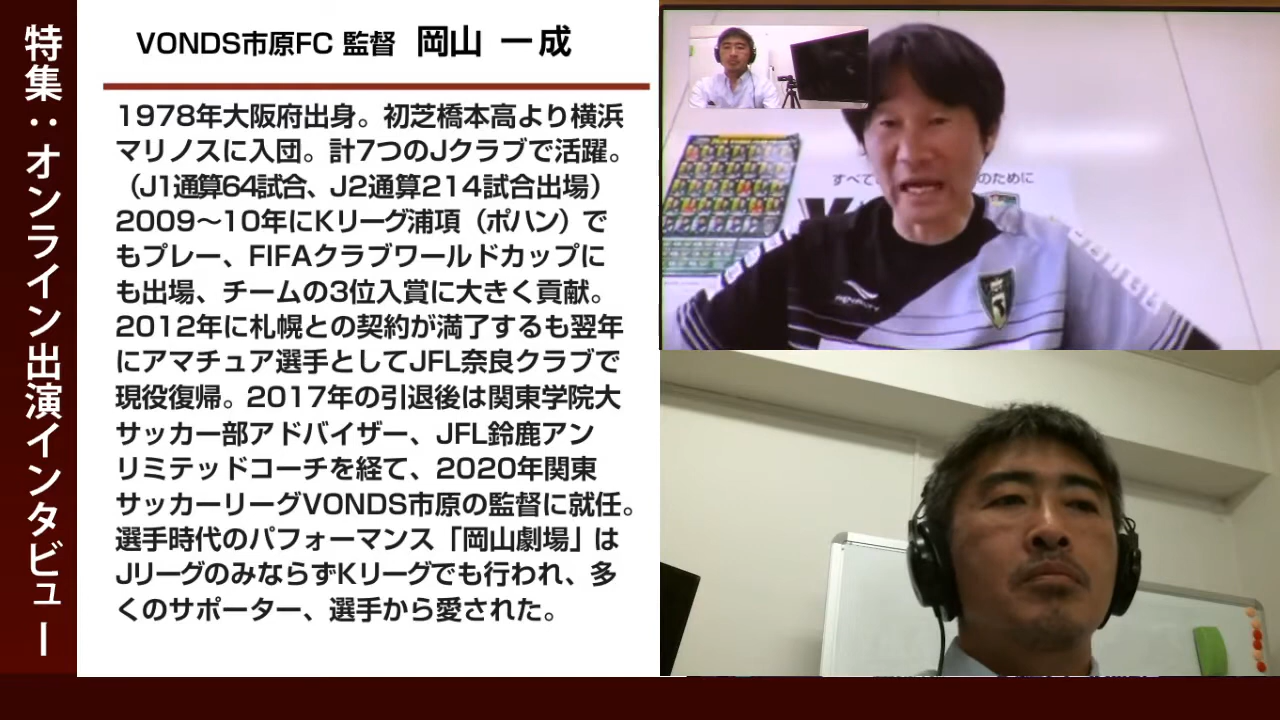 特集：オンライン出演インタビュー
VONDS市原FC 監督 岡山 一成
1978年大阪府出身。初芝橋本高より横浜
マリノスに入団。計7つのJクラブで活躍。
（J1通算64試合、J2通算214試合出場）
2009～10年にKリーグ浦項（ポハン）で
もプレー、FIFAクラブワールドカップに
も出場、チームの3位入賞に大きく貢献。
2012年に札幌との契約が満了するも翌年
にアマチュア選手としてJFL奈良クラブで
現役復帰。2017年の引退後は関東学院大
サッカー部アドバイザー、JFL鈴鹿アン
リミテッドコーチを経て、2020年関東
サッカーリーグVONDS市原の監督に就任。
選手時代のパフォーマンス「岡山劇場」は
JリーグのみならずKリーグでも行われ、多
くのサポーター、選手から愛された。
すべて
のために